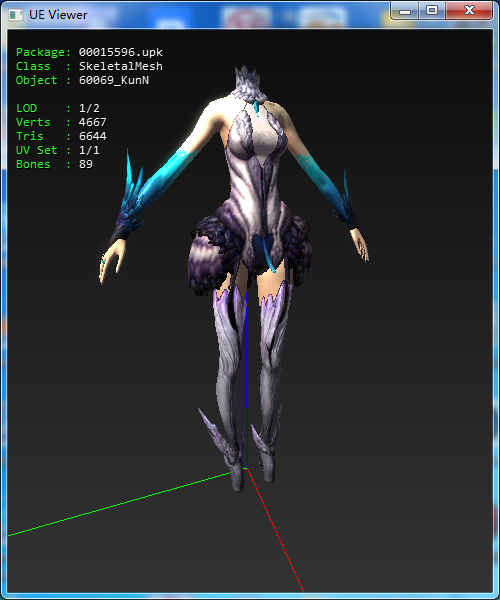 UE Viewer
Package: 00015596.upk
Class : SkeletalMesh
Object : 60069_KunN
LOD : 1/2
Verts : 4667
Tris : 6644
UV Set : 1/1
Bones : 89